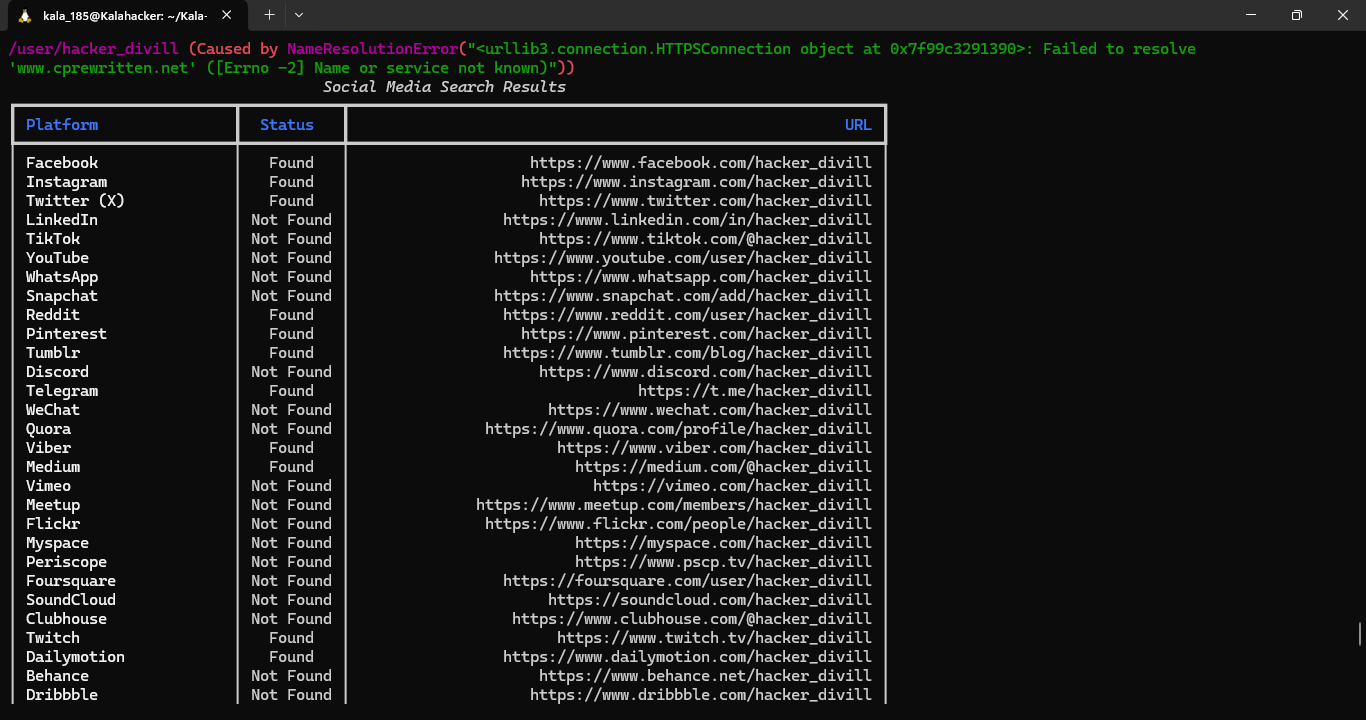 kala_185@Kalahacker: ~/Kala-
/user/hacker_divill (Caused by NameResolutionError("<urllib3.connection.HTTPSConnection object at 0x7f99c3291390>: Failed to resolve
'www.cprewritten.net' ([Errno -2] Name or service not known)"))
Social Media Search Results
Platform Status URL
Facebook Found https://www.facebook.com/hacker_divill
Instagram Found https://www.instagram.com/hacker_divill
Twitter (X) Found https://www.twitter.com/hacker_divill
LinkedIn Not Found https://www.linkedin.com/in/hacker_divill
TikTok Not Found https://www.tiktok.com/@hacker_divill
YouTube Not Found https://www.youtube.com/user/hacker_divill
WhatsApp Not Found https://www.whatsapp.com/hacker_divill
Snapchat Not Found https://www.snapchat.com/add/hacker_divill
Reddit Found https://www.reddit.com/user/hacker_divill
Pinterest Found https://www.pinterest.com/hacker_divill
Tumblr Found https://www.tumblr.com/blog/hacker_divill
Discord Not Found https://www.discord.com/hacker_divill
Telegram Found https://t.me/hacker_divill
WeChat Not Found https://www.wechat.com/hacker_divill
Quora Not Found https://www.quora.com/profile/hacker_divill
Viber Found https://www.viber.com/hacker_divill
Medium Found https://medium.com/@hacker_divill
Vimeo Not Found https://vimeo.com/hacker_divill
Meetup Not Found https://www.meetup.com/members/hacker_divill
Flickr Not Found https://www.flickr.com/people/hacker_divill
Myspace Not Found https://myspace.com/hacker_divill
Periscope Not Found https://www.pscp.tv/hacker_divill
Foursquare Not Found https://foursquare.com/user/hacker_divill
SoundCloud Not Found https://soundcloud.com/hacker_divill
Clubhouse Not Found https://www.clubhouse.com/@hacker_divill
Twitch Found https://www.twitch.tv/hacker_divill
Dailymotion Found https://www.dailymotion.com/hacker_divill
Behance Not Found https://www.behance.net/hacker_divill
Dribbble Not Found https://www.dribbble.com/hacker_divill